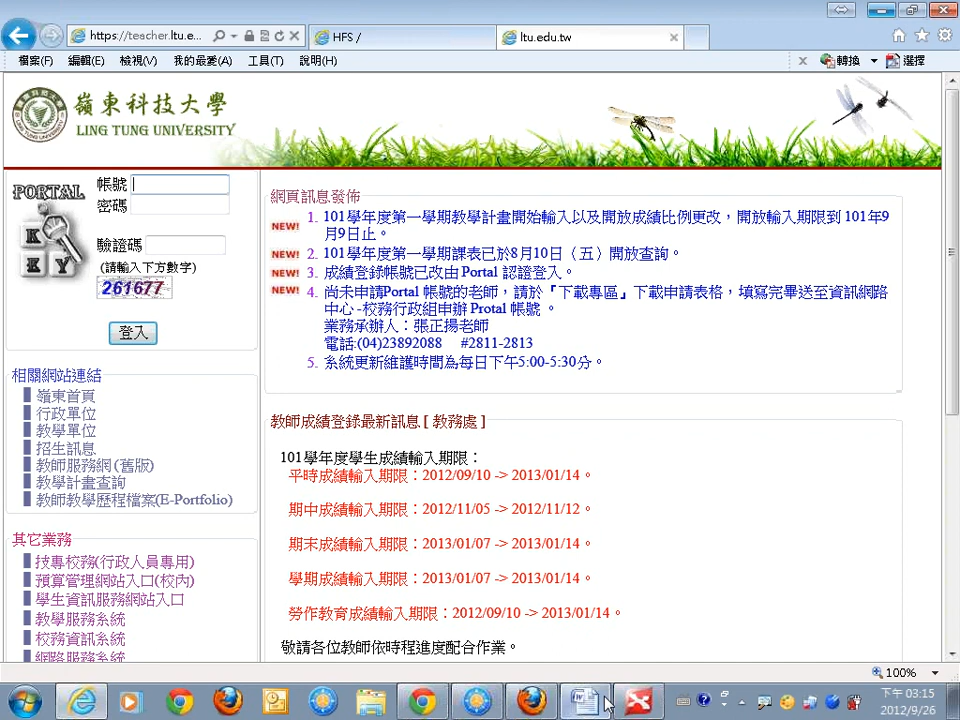 https://teacher.ltu.e...
HFS /
ltu.edu.tw
檔案(F) 編輯(E) 檢視(V) 我的最愛(A) 工具(T) 說明(H)
轉換
選擇
嶺東科技大學
LING TUNG UNIVERSITY
PORTAL
KEY
帳號
密碼
驗證碼
(請輸入下方數字)
261677
登入
相關網站連結
嶺東首頁
行政單位
教學單位
招生訊息
教師服務網(舊版)
教學計畫查詢
教師教學歷程檔案(E-Portfolio)
其它業務
技專校務(行政人員專用)
預算管理網站入口(校內)
學生資訊服務網站入口
教學服務系統
校務資訊系統
網路服務系統
網頁訊息發佈
NEW! 1. 101學年度第一學期教學計畫開始輸入以及開放成績比例更改，開放輸入期限到 101年9
月9日止。
NEW! 2. 101學年度第一學期課表已於8月10日（五）開放查詢。
NEW! 3. 成績登錄帳號已改由 Portal 認證登入。
NEW! 4. 尚未申請Portal 帳號的老師，請於『下載專區』下載申請表格，填寫完畢送至資訊網路
中心-校務行政組申辦 Protal 帳號 。
業務承辦人：張正揚老師
電話:(04)23892088 #2811-2813
5. 系統更新維護時間為每日下午5:00-5:30分。
教師成績登錄最新訊息 [ 教務處 ]
101學年度學生成績輸入期限：
平時成績輸入期限：2012/09/10 -> 2013/01/14。
期中成績輸入期限：2012/11/05 -> 2012/11/12。
期末成績輸入期限：2013/01/07 -> 2013/01/14。
學期成績輸入期限：2013/01/07 -> 2013/01/14。
勞作教育成績輸入期限：2012/09/10 -> 2013/01/14。
敬請各位教師依時程進度配合作業。
100%
下午 03:15
2012/9/26